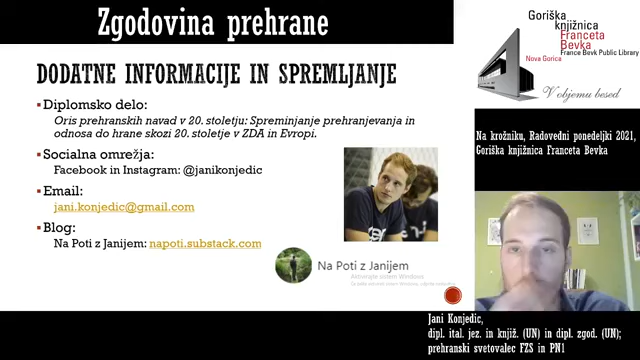 Zgodovina prehrane
DODATNE INFORMACIJE IN SPREMLJANJE
▪Diplomsko delo:
Oris prehranskih navad v 20. stoletju: Spreminjanje prehranjevanja in
odnosa do hrane skozi 20. stoletje v ZDA in Evropi.
▪Socialna omrežja:
Facebook in Instagram: @janikonjedic
▪Email:
jani.konjedic@gmail.com
▪Blog:
Na Poti z Janijem: napoti.substack.com
Na Poti z Janijem
Aktivirajte sistem Windows
Goriška
knjižnica
Franceta
Bevka
France Bevk Public Library
Nova Gorica
V objemu besed
Na krožniku, Radovedni ponedeljki 2021,
Goriška knjižnica Franceta Bevka
Jani Konjedic,
dipl. ital. jez. in knjiž. (UN) in dipl. zgod. (UN);
prehranski svetovalec FZS in PN1